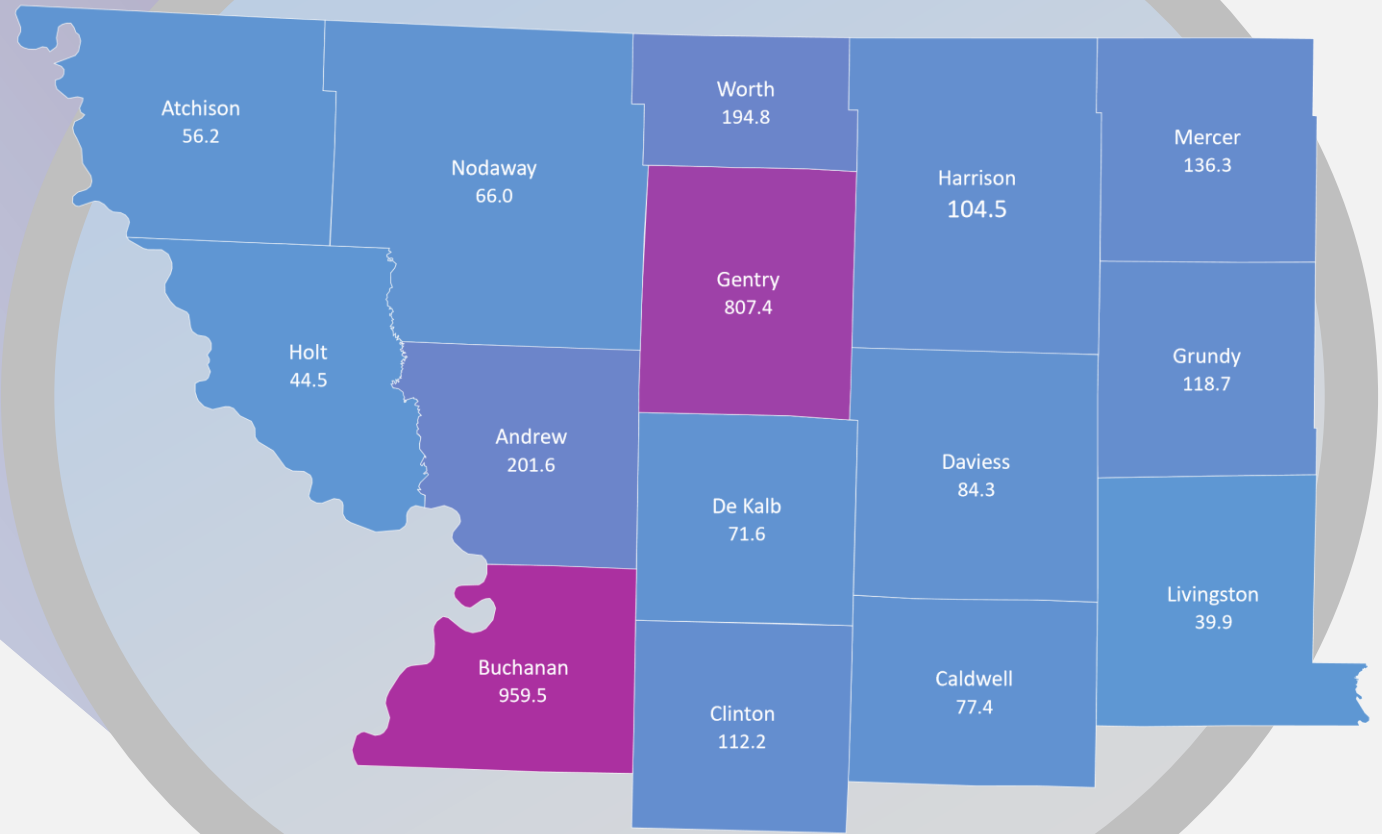 Atchison
56.2
Nodaway
66.0
Worth
194.8
Harrison
104.5
Mercer
136.3
Gentry
807.4
Holt
44.5
Grundy
118.7
Andrew
201.6
Daviess
84.3
De Kalb
71.6
Livingston
39.9
Buchanan
959.5
Caldwell
77.4
Clinton
112.2